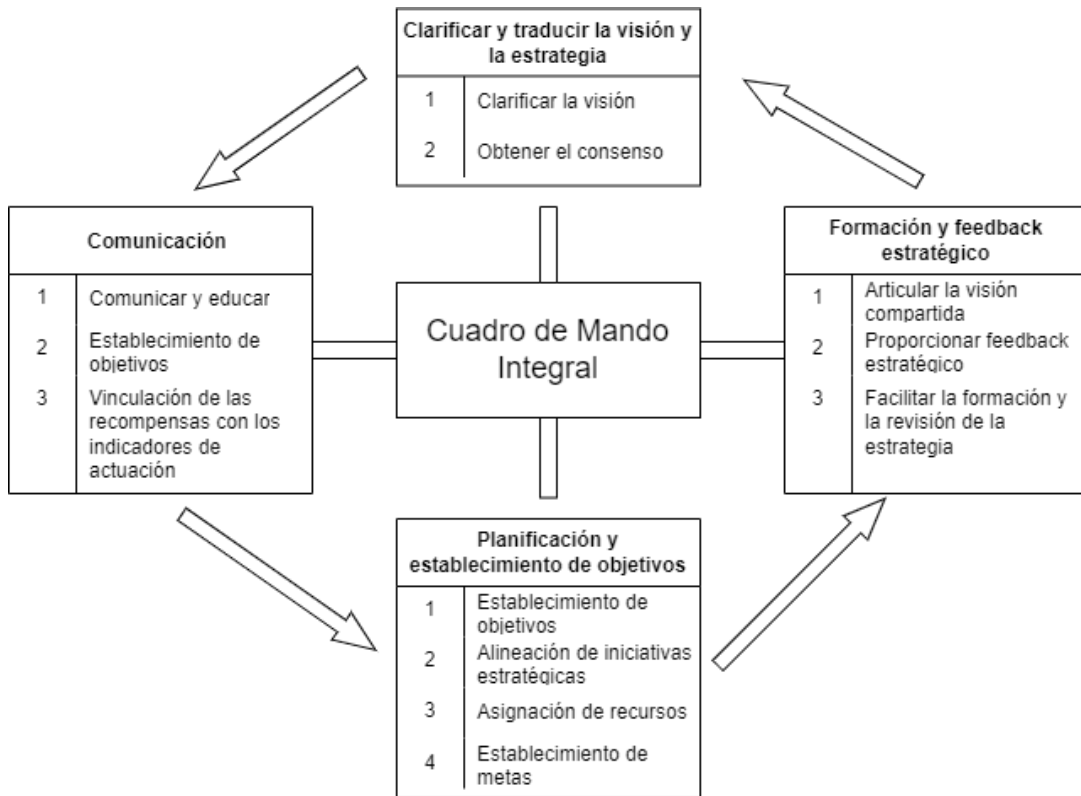 Clarificar y traducir la visión y
la estrategia
1 Clarificar la visión
2 Obtener el consenso
Comunicación
1 Comunicar y educar
2 Establecimiento de
objetivos
3 Vinculación de las
recompensas con los
indicadores de
actuación
Cuadro de Mando
Integral
Formación y feedback
estratégico
1 Articular la visión
compartida
2 Proporcionar feedback
estratégico
3 Facilitar la formación y
la revisión de la
estrategia
Planificación y
establecimiento de objetivos
1 Establecimiento de
objetivos
2 Alineación de iniciativas
estratégicas
3 Asignación de recursos
4 Establecimiento de
metas